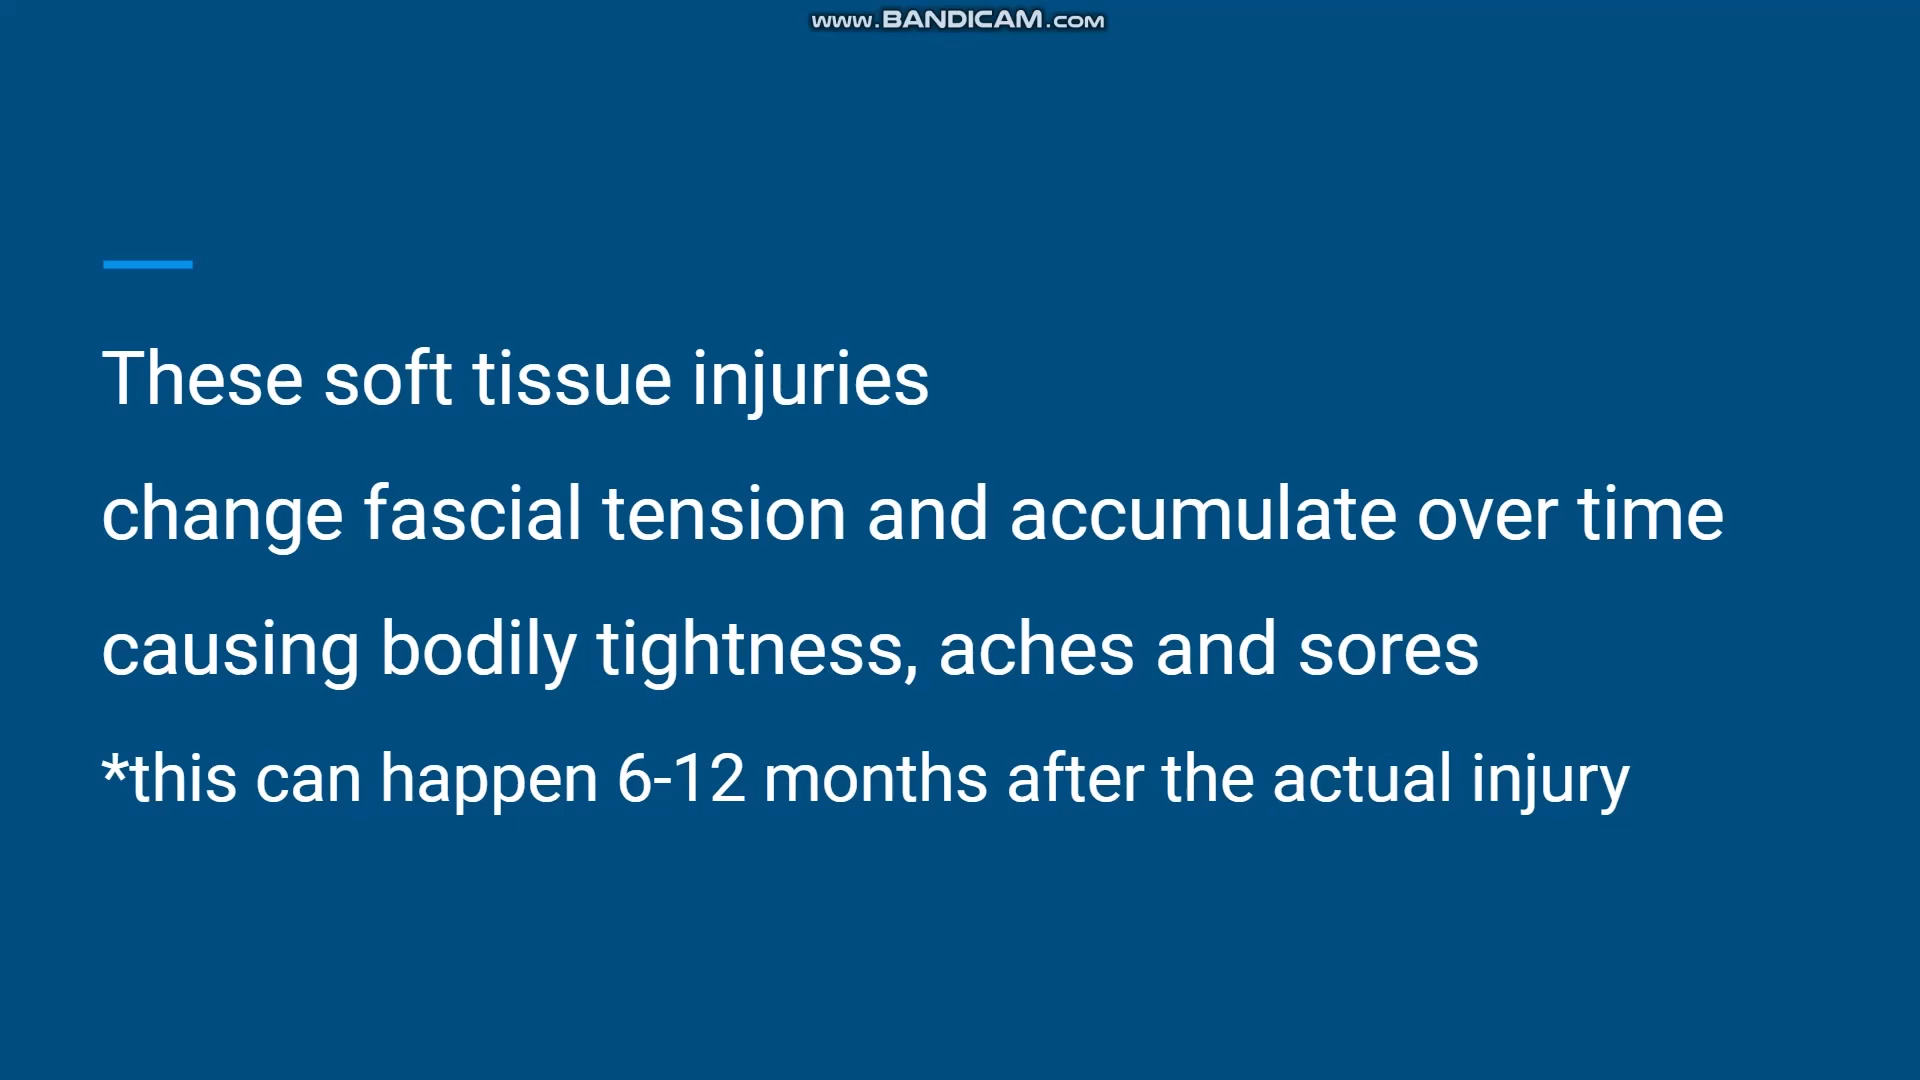 www.BANDICAM.com
These soft tissue injuries
change fascial tension and accumulate over time
causing bodily tightness, aches and sores
*this can happen 6-12 months after the actual injury